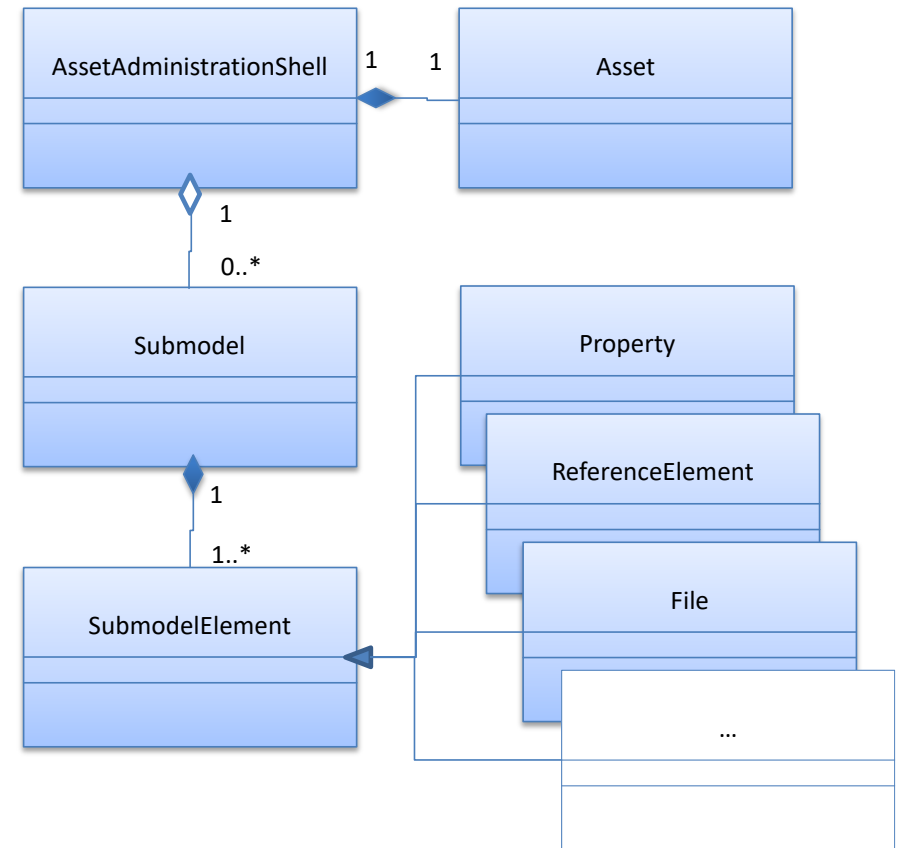 AssetAdministrationShell
1
1
Asset
1
0..*
Submodel
Property
1
ReferenceElement
1..*
SubmodelElement
File
...